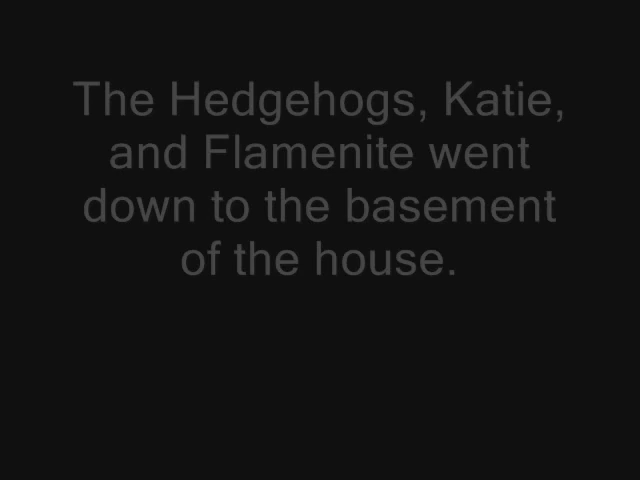 The Hedgehogs, Katie,
and Flamenite went
down to the basement
of the house.